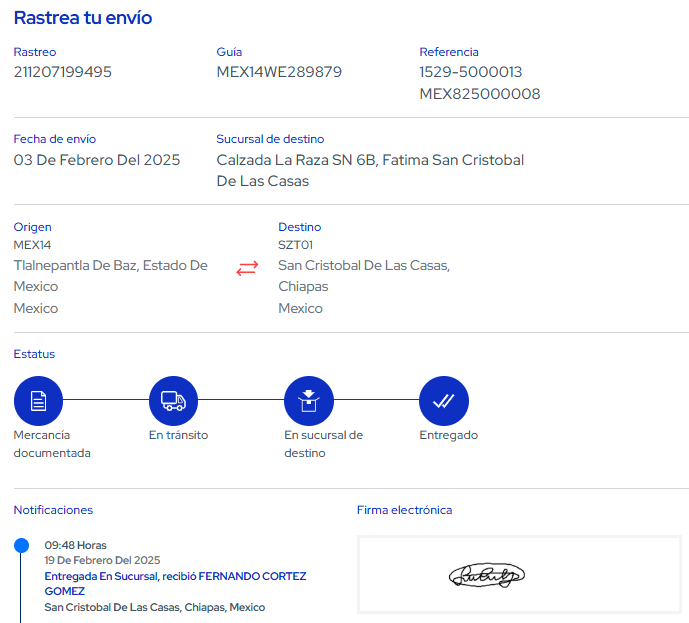 Rastrea tu envío
Rastreo
211207199495
Guía
MEX14WE289879
Referencia
1529-5000013
MEX825000008
Fecha de envío
03 De Febrero Del 2025
Sucursal de destino
Calzada La Raza SN 6B, Fatima San Cristobal
De Las Casas
Origen
MEX14
Tlalnepantla De Baz, Estado De
Mexico
Mexico
Destino
SZT01
San Cristobal De Las Casas,
Chiapas
Mexico
Estatus
Mercancía
documentada
En tránsito
En sucursal de
destino
Entregado
Notificaciones
09:48 Horas
19 De Febrero Del 2025
Entregada En Sucursal, recibió FERNANDO CORTEZ
GOMEZ
San Cristobal De Las Casas, Chiapas, Mexico
Firma electrónica